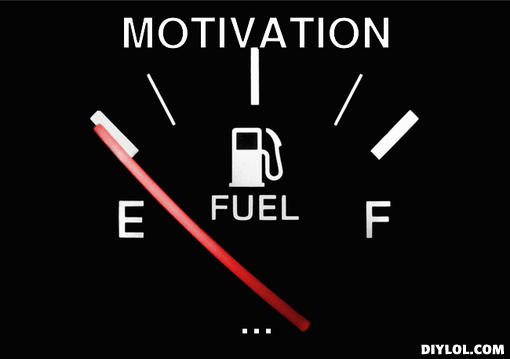 MOTIVATION
FUEL
E F
...
DIYLOL.COM